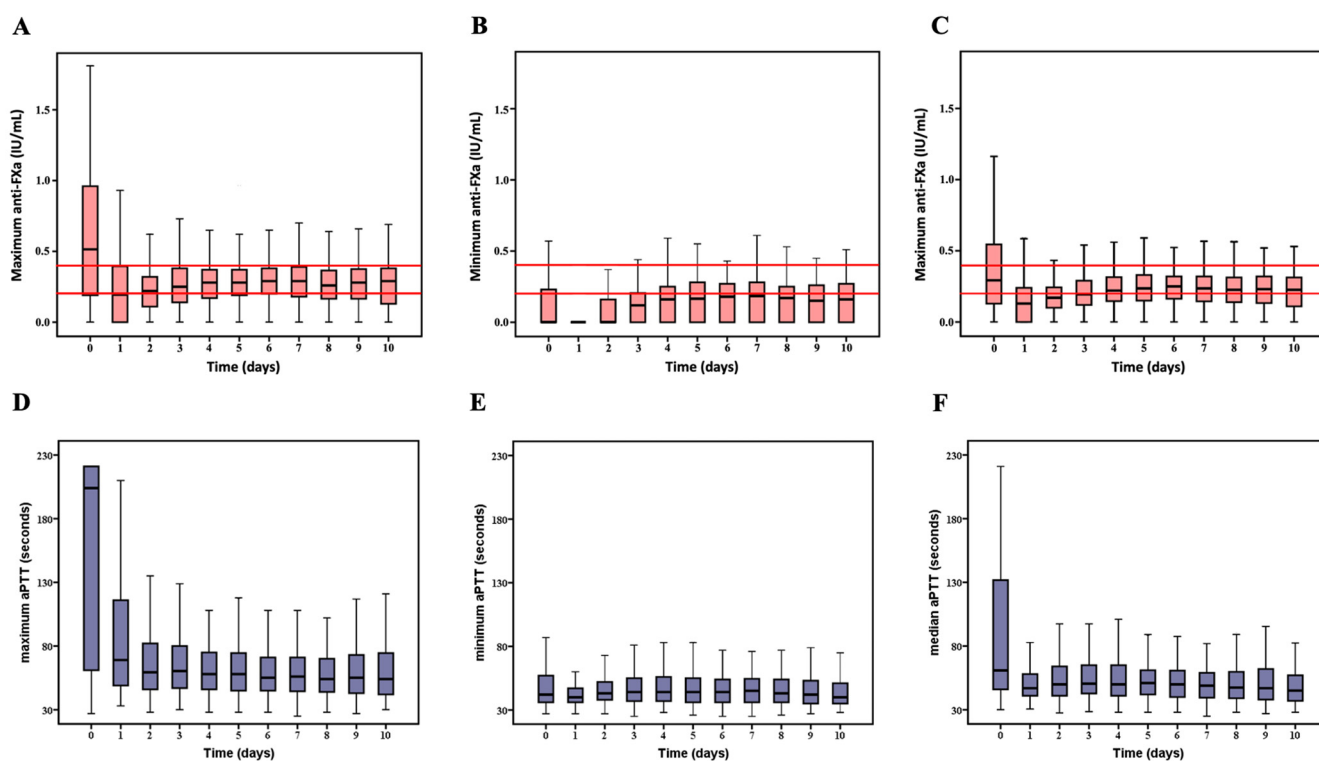 A
Maximum anti-FXa (IU/mL)
1.5
1.0
0.5
0.0
0 1 2 3 4 5 6 7 8 9 10
Time (days)
B
Minimum anti-FXa (IU/mL)
1.5
1.0
0.5
0.0
0 1 2 3 4 5 6 7 8 9 10
Time (days)
C
Maximum anti-FXa (IU/mL)
1.5
1.0
0.5
0.0
0 1 2 3 4 5 6 7 8 9 10
Time (days)
D
maximum aPTT (seconds)
230
180
130
80
30
0 1 2 3 4 5 6 7 8 9 10
Time (days)
E
minimum aPTT (seconds)
230
180
130
80
30
0 1 2 3 4 5 6 7 8 9 10
Time (days)
F
median aPTT (seconds)
230
180
130
80
30
0 1 2 3 4 5 6 7 8 9 10
Time (days)